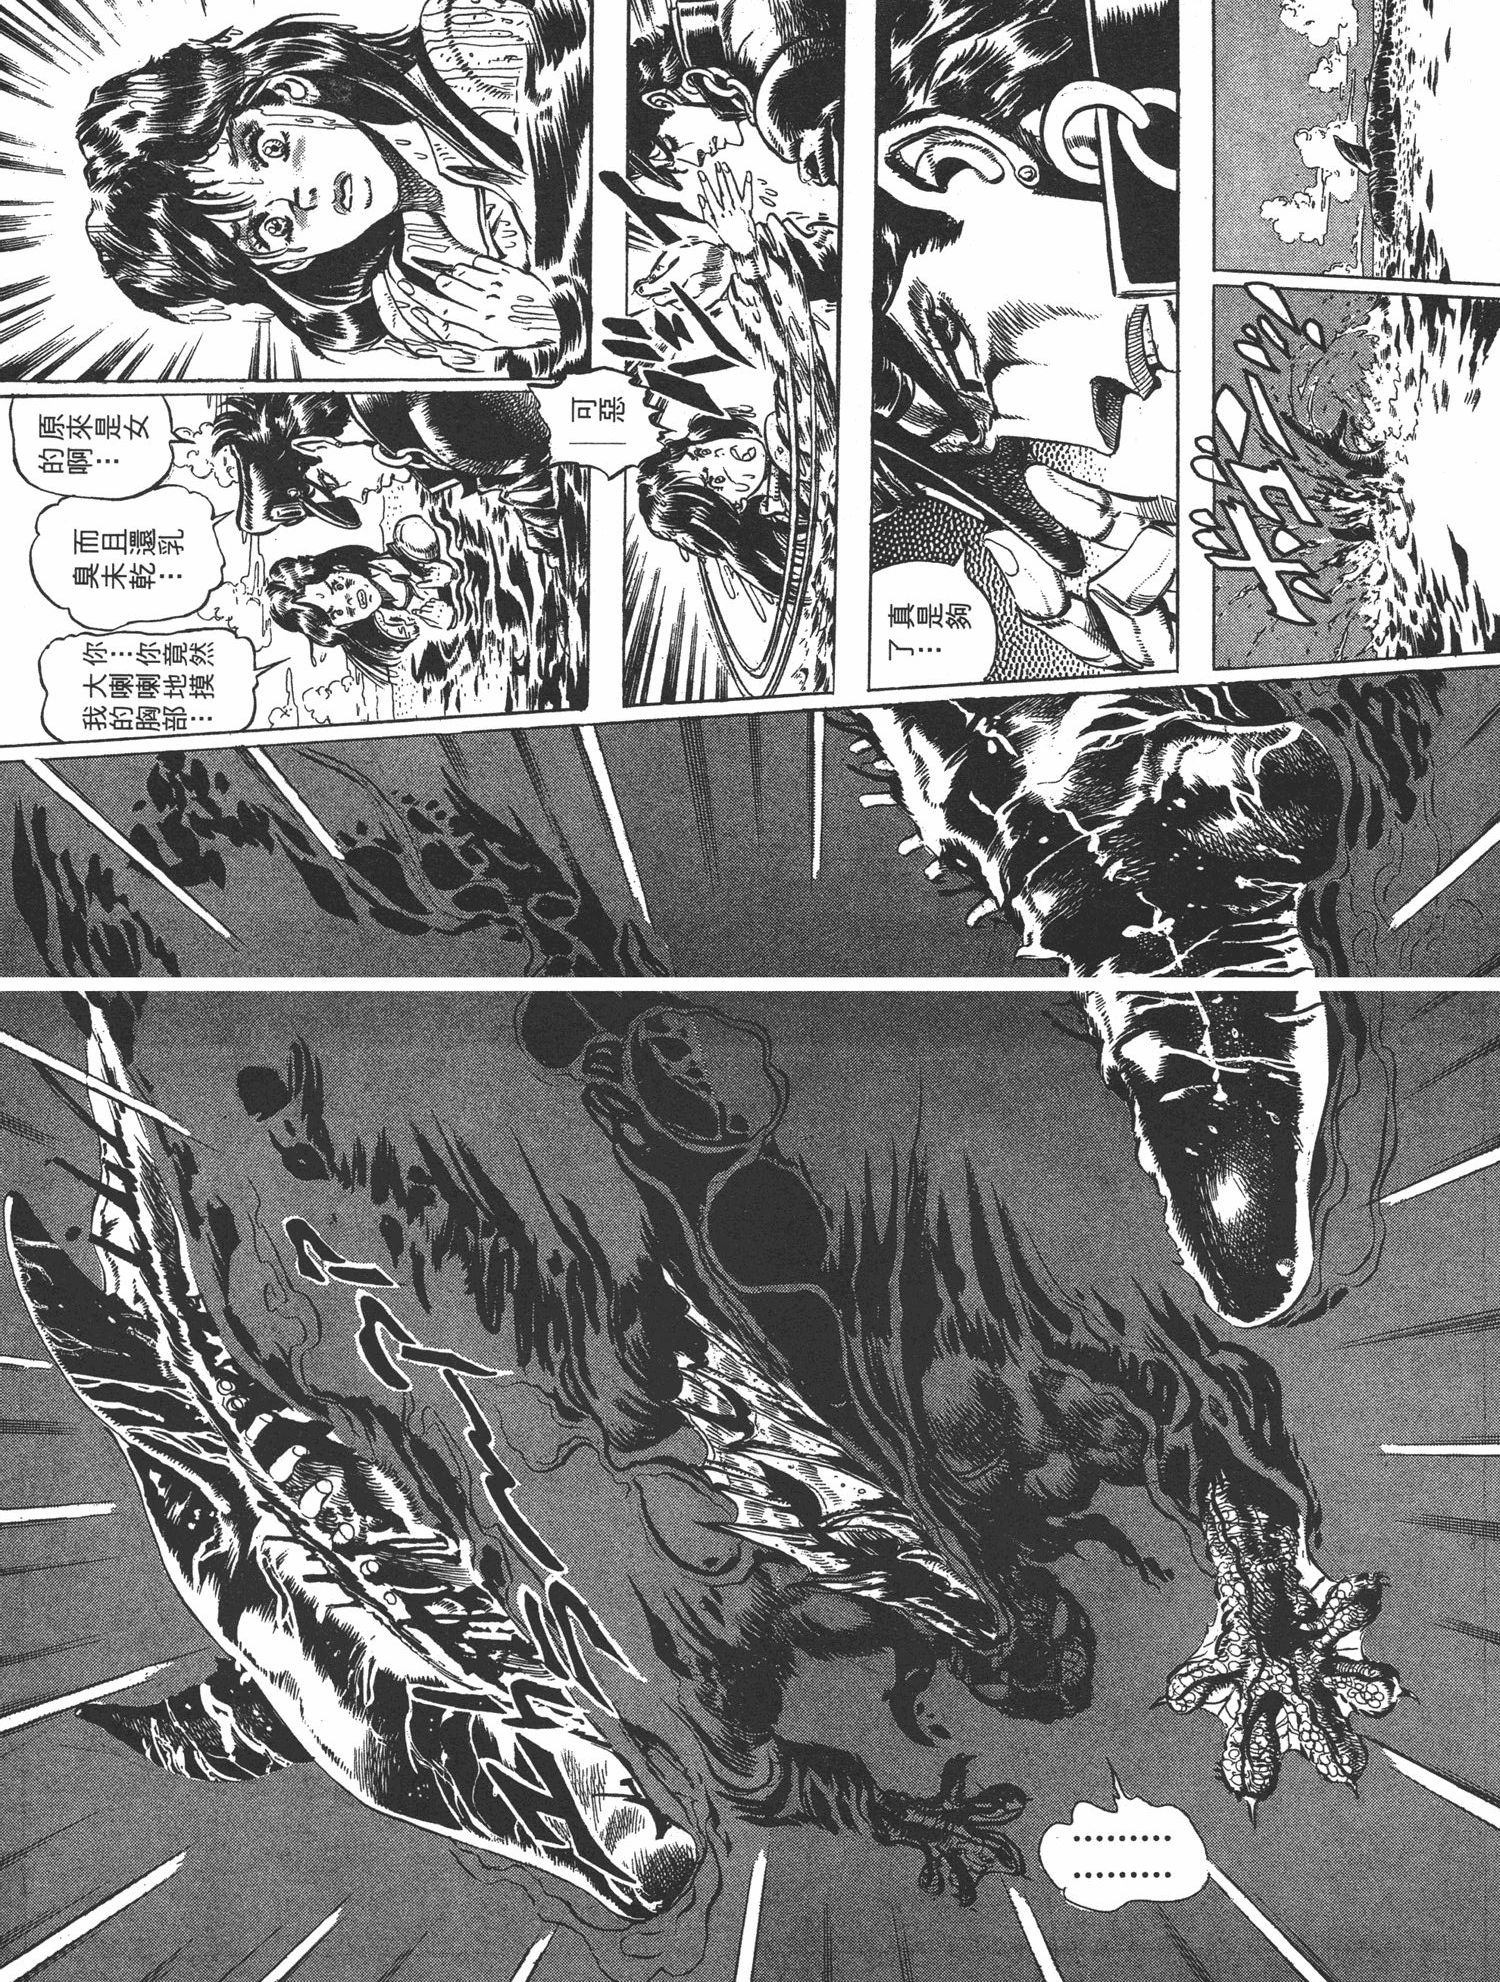 原來是女
的啊…
而且還乳
臭未乾…
你…你竟然
大喇喇地摸
我的胸部…
可惡——
真是夠
了…
………
………